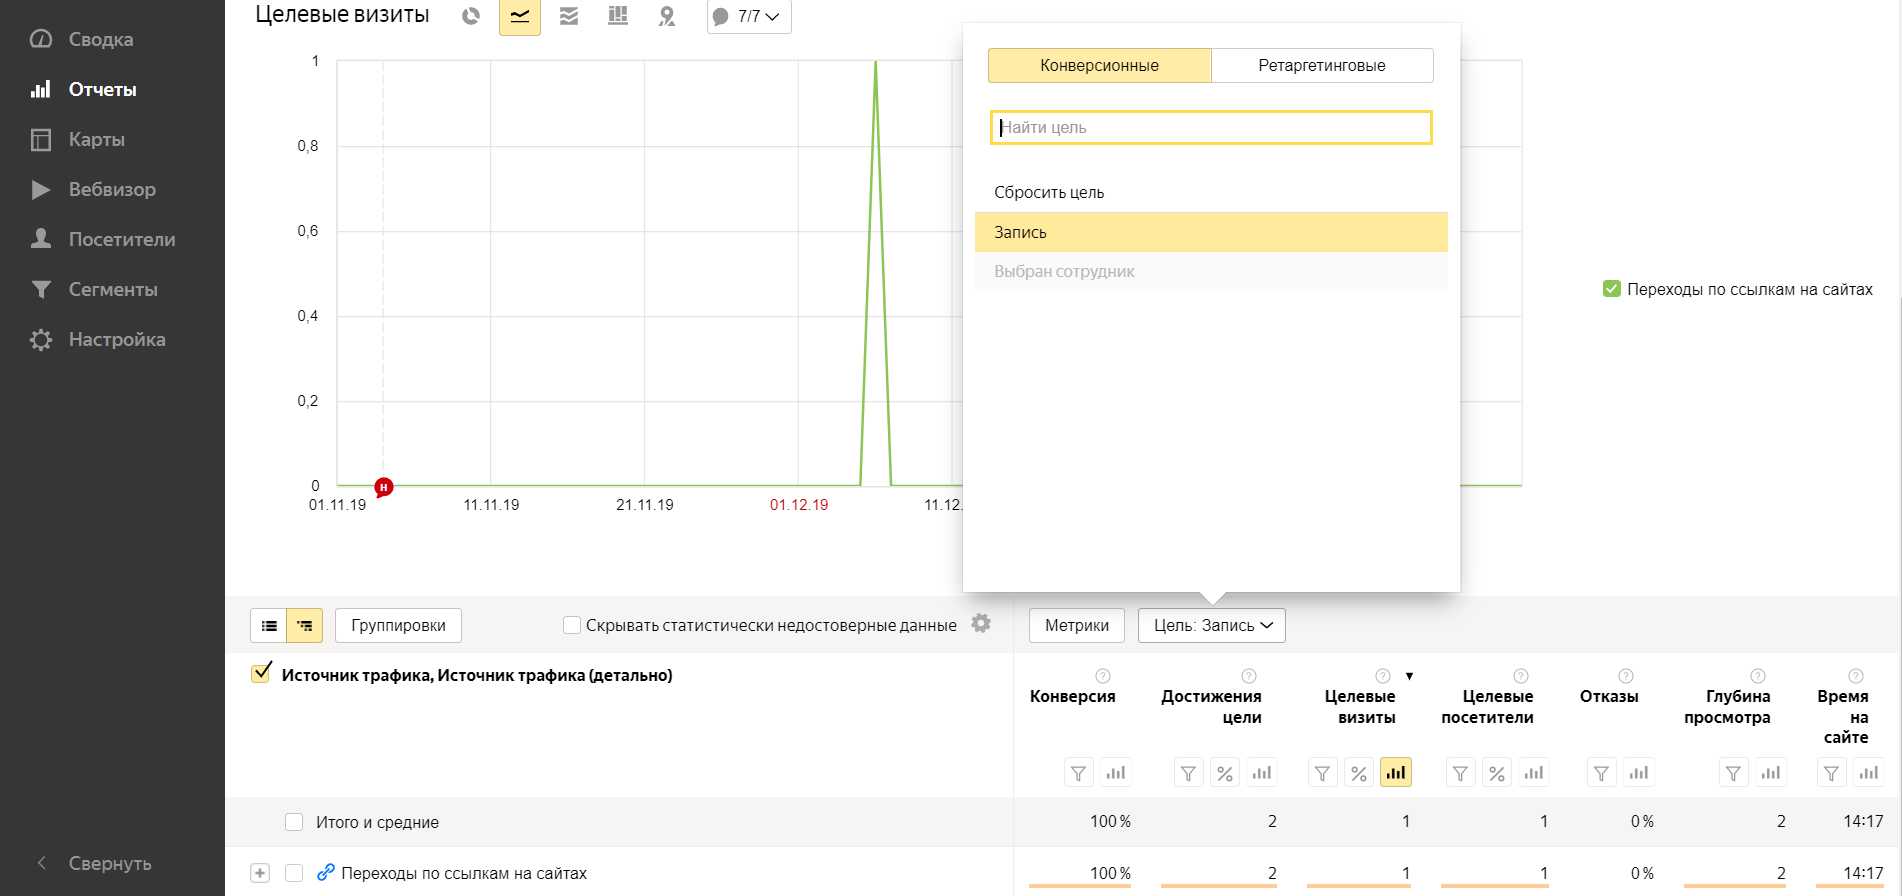 Сводка
Отчеты
Карты
Вебвизор
Посетители
Сегменты
Настройка
Свернуть
Целевые визиты
7/7
1
0,8
0,6
0,4
0,2
0
н
01.11.19
11.11.19
21.11.19
01.12.19
11.12.
Конверсионные
Ретаргетинговые
Найти цель
Сбросить цель
Запись
Выбран сотрудник
Переходы по ссылкам на сайтах
Группировки
Скрывать статистически недостоверные данные
Метрики
Цель: Запись
Источник трафика, Источник трафика (детально)
? ? ? ? ? ? ?
Конверсия
Достижения
цели
Целевые
визиты
Целевые
посетители
Отказы
Глубина
просмотра
Время
на
сайте
% % %
Итого и средние 100 % 2 1 1 0 % 2 14:17
Переходы по ссылкам на сайтах 100 % 2 1 1 0 % 2 14:17